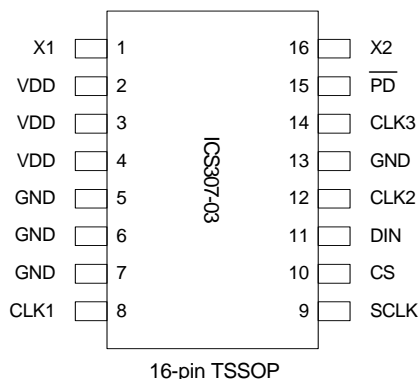 X1 1 16 X2
VDD 2 15 PD
VDD 3 14 CLK3
VDD 4 13 GND
GND 5 12 CLK2
GND 6 11 DIN
GND 7 10 CS
CLK1 8 9 SCLK
ICS307-03
16-pin TSSOP